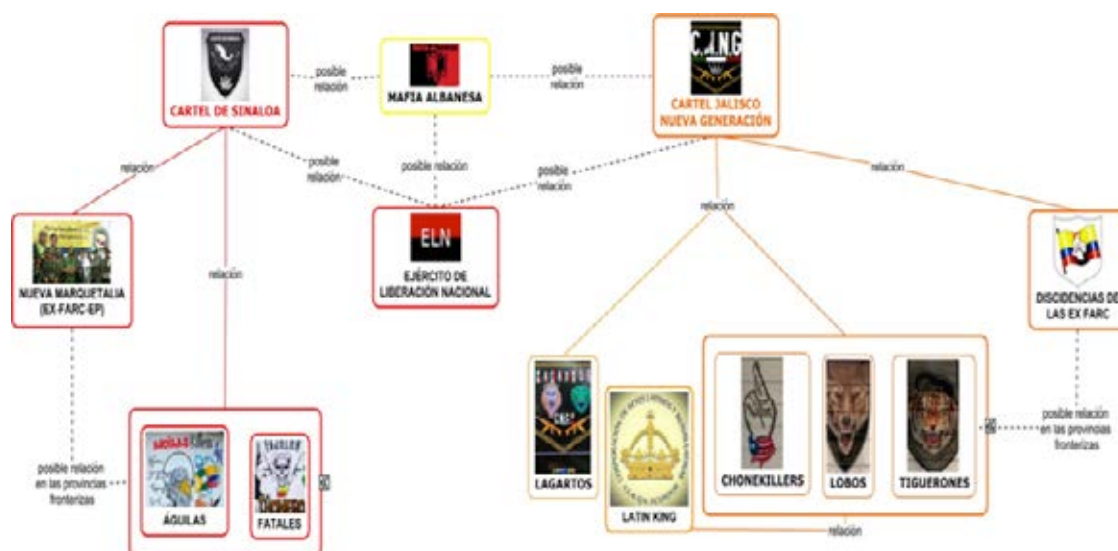 posible
relación
posible
relación
C.J.N.G
CARTEL DE SINALOA
MAFIA ALBANESA
CARTEL JALISCO
NUEVA GENERACIÓN
relación
posible
relación
posible relación
posible
relación
relación
relación
relación
ELN
NUEVA MARQUETALIA
(EX-FARC-EP)
EJÉRCITO DE
LIBERACIÓN NACIONAL
DISCIDENCIAS DE
LAS EX FARC
posible relación
en las provincias
fronterizas
posible relación
en las provincias
fronterizas
ÁGUILAS
FATALES
LAGARTOS
LATIN KING
CHONEKILLERS
LOBOS
TIGUERONES
relación